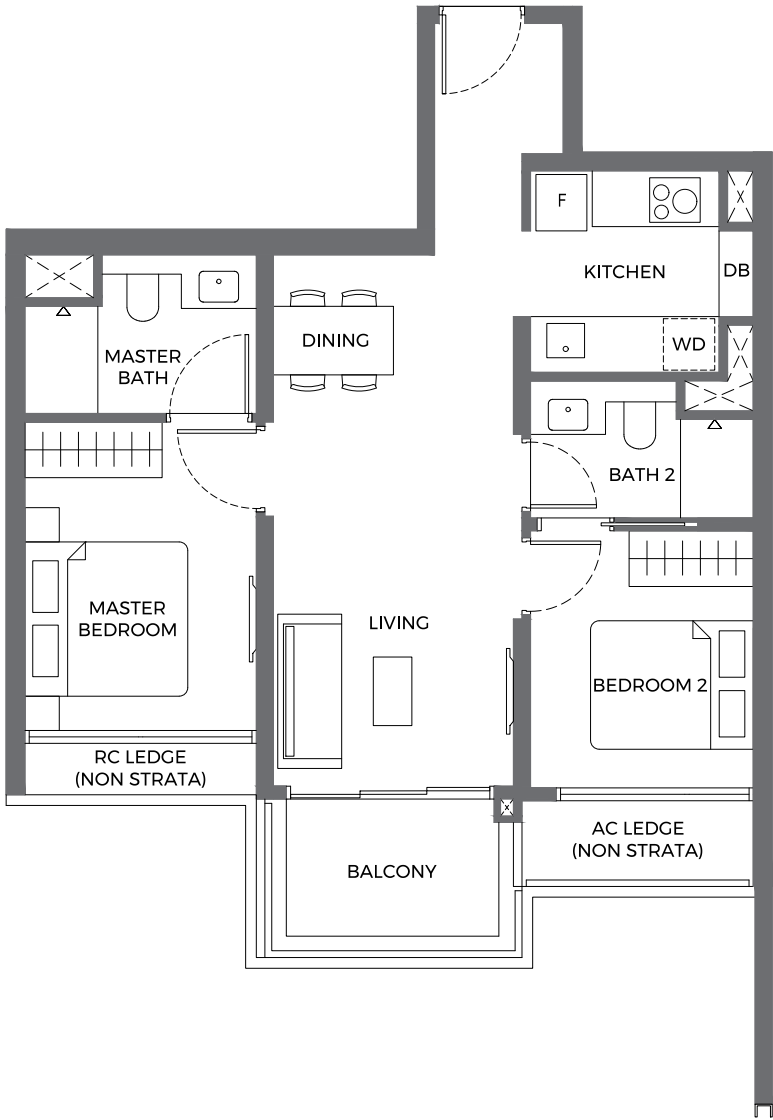 F
KITCHEN
DB
DINING
WD
MASTER
BATH
BATH 2
MASTER
BEDROOM
LIVING
BEDROOM 2
RC LEDGE
(NON STRATA)
AC LEDGE
(NON STRATA)
BALCONY